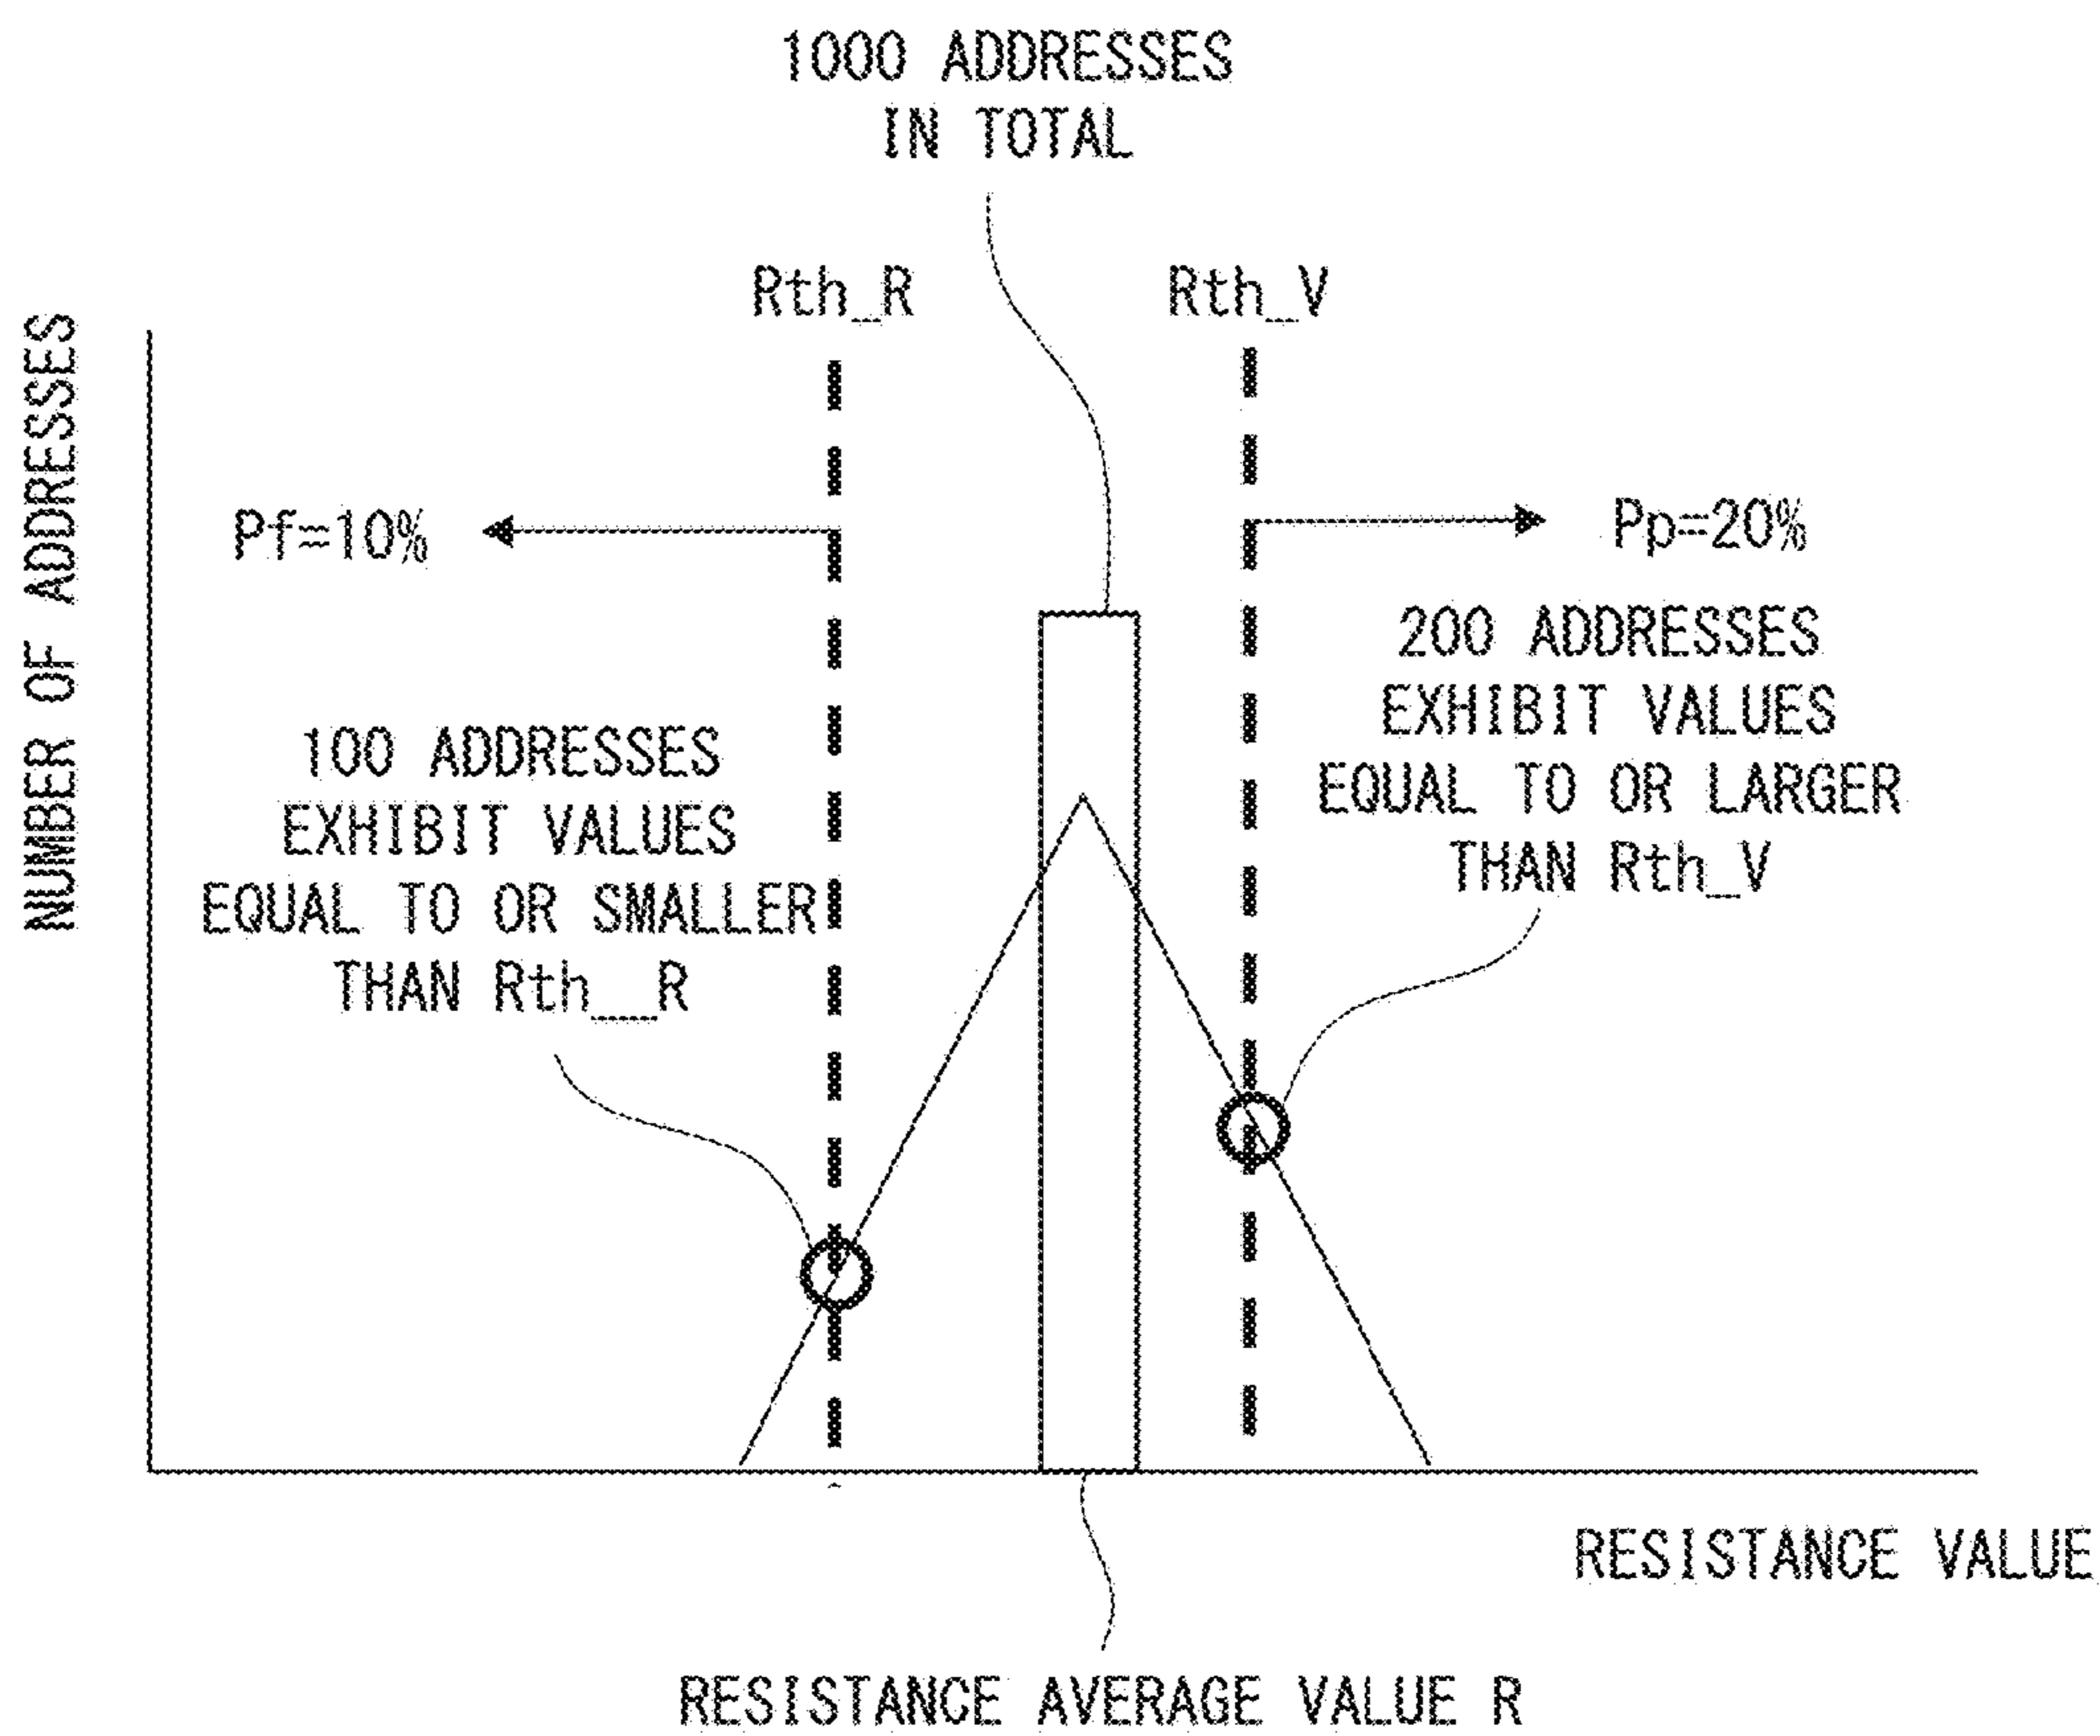 1000 ADDRESSES
IN TOTAL
Rth_R
Rth_V
NUMBER OF ADDRESSES
Pf=10%
Pp=20%
200 ADDRESSES
EXHIBIT VALUES
EQUAL TO OR LARGER
THAN Rth_V
100 ADDRESSES
EXHIBIT VALUES
EQUAL TO OR SMALLER
THAN Rth__R
RESISTANCE VALUE
RESISTANCE AVERAGE VALUE R